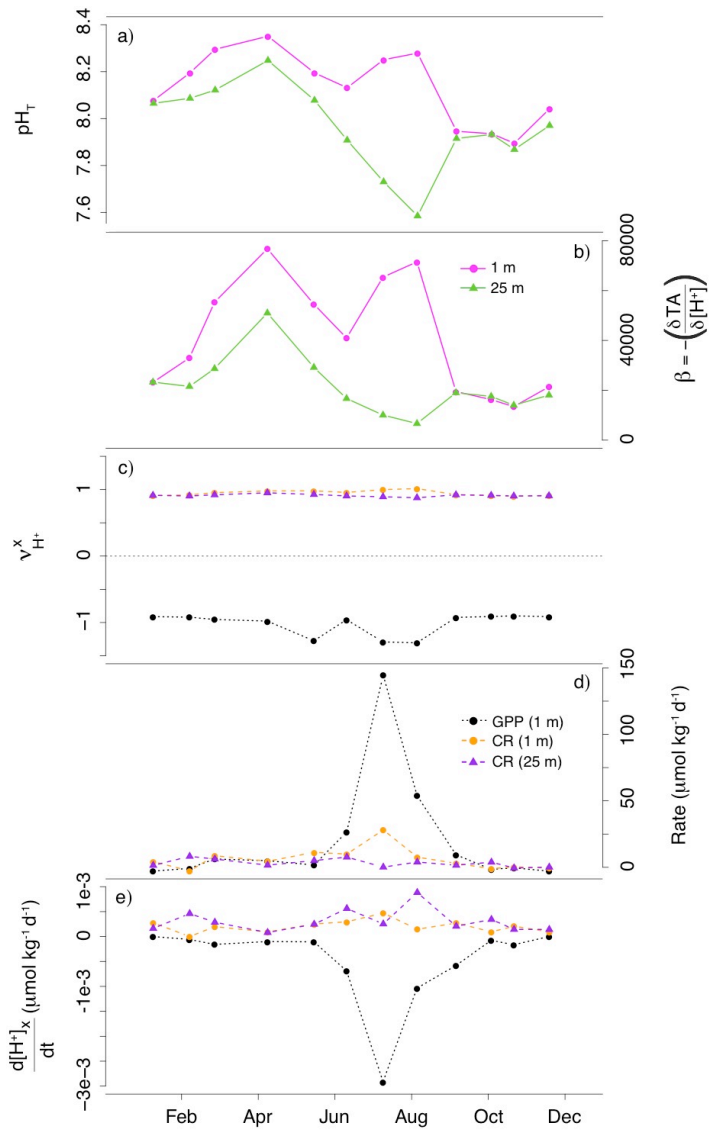 a)
8.4
8.2
8.0
7.8
7.6
pH_T
b)
1 m
25 m
80000
40000
0
β = −(δTA / δ[H⁺])
c)
1
0
−1
ν^x_H⁺
d)
GPP (1 m)
CR (1 m)
CR (25 m)
150
100
50
0
Rate (μmol kg⁻¹ d⁻¹)
e)
1e-3
0
-1e-3
-3e-3
d[H⁺]_X / dt (μmol kg⁻¹ d⁻¹)
Feb Apr Jun Aug Oct Dec